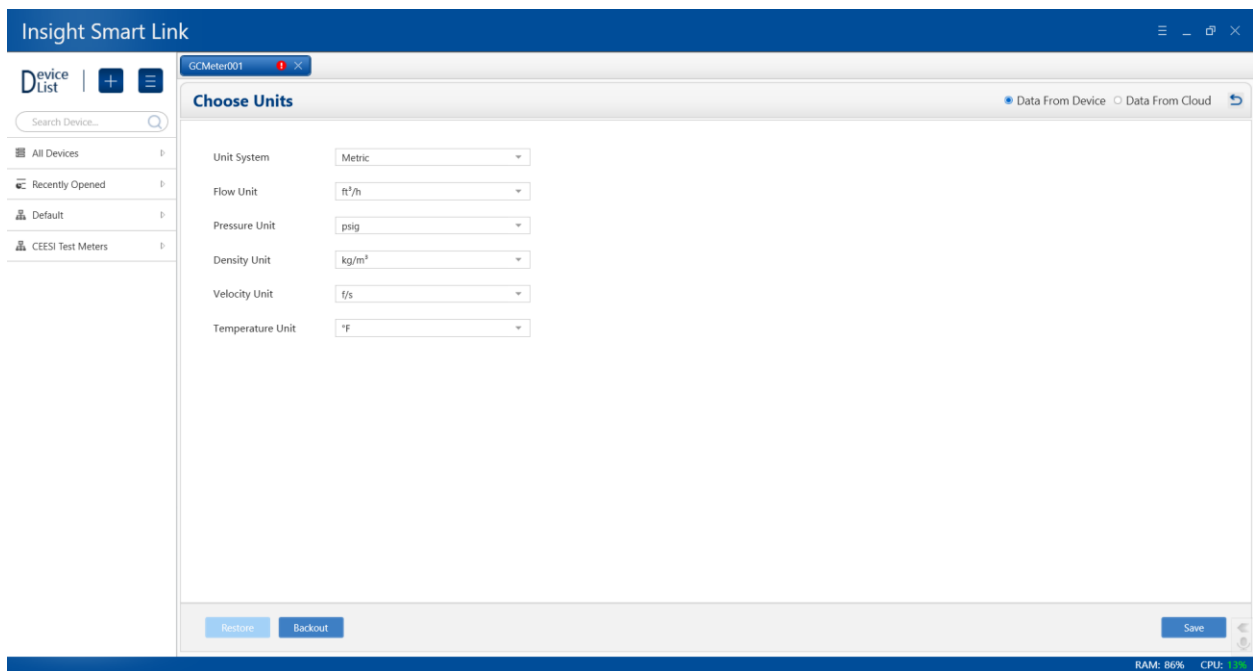 Insight Smart Link
Device List
GCMeter001
Choose Units
Data From Device Data From Cloud
Search Device...
All Devices
Recently Opened
Default
CEESI Test Meters
Unit System Metric
Flow Unit ft³/h
Pressure Unit psig
Density Unit kg/m³
Velocity Unit f/s
Temperature Unit °F
Restore Backout Save
RAM: 86% CPU: 13%